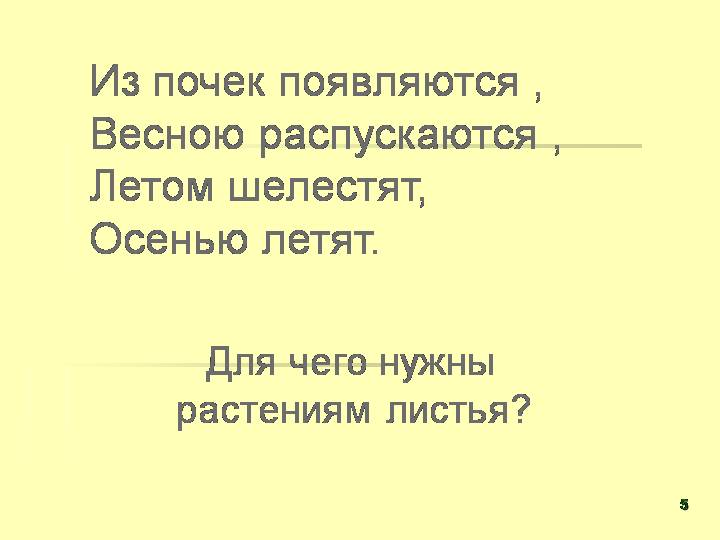 Из почек появляются ,
Весною распускаются ,
Летом шелестят,
Осенью летят.
Для чего нужны
растениям листья?
5